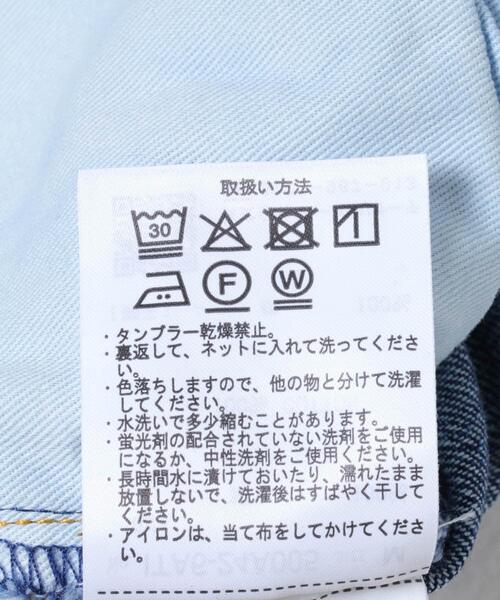 取扱い方法
30
F W
・タンブラー乾燥禁止。
・裏返して、ネットに入れて洗ってくださ
い。
・色落ちしますので、他の物と分けて洗濯
してください。
・水洗いで多少縮むことがあります。
・蛍光剤の配合されていない洗剤をご使用
になるか、中性洗剤をご使用ください。
・長時間水に漬けておいたり、濡れたまま
放置しないで、洗濯後はすばやく干して
ください。
・アイロンは、当て布をしてかけてくださ
い。
ITA6-24A005 M